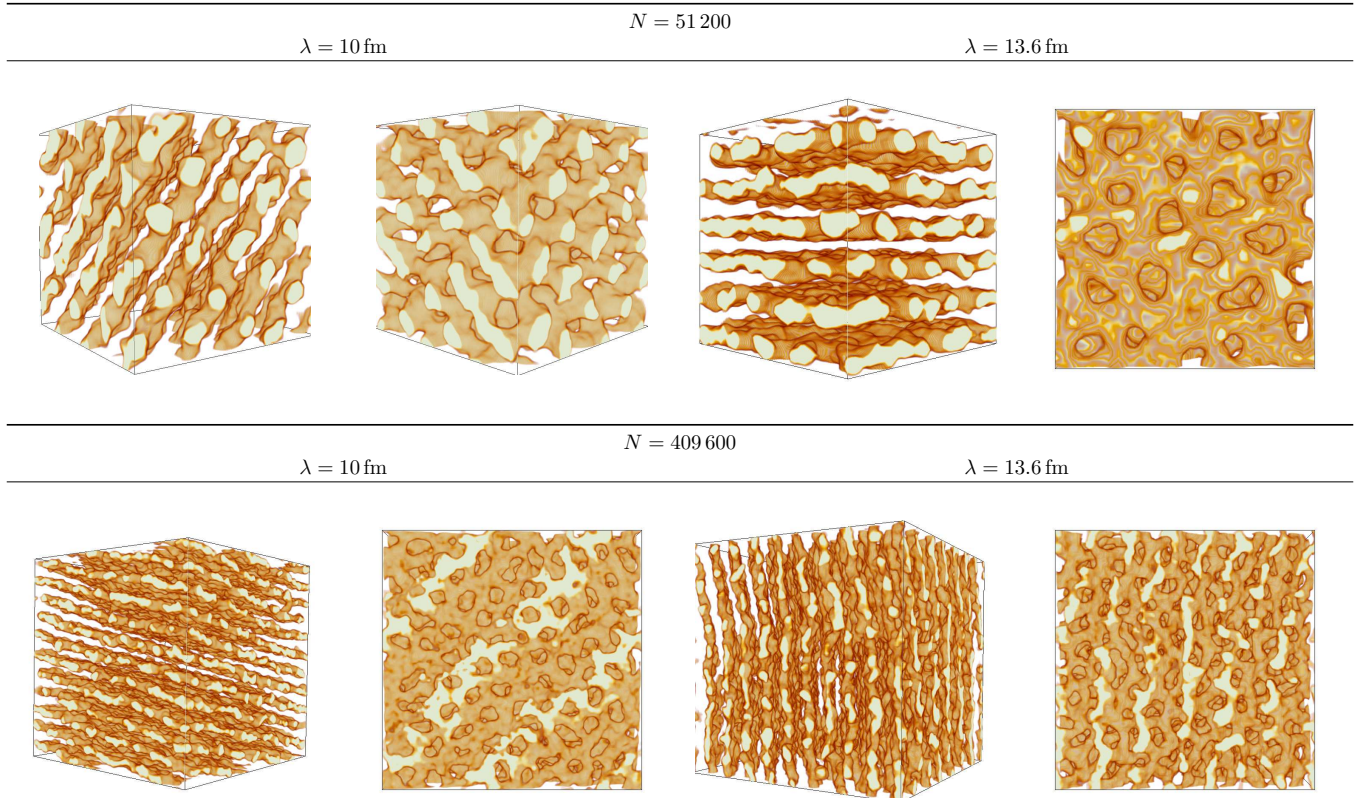 N = 51 200
λ = 10 fm λ = 13.6 fm
N = 409 600
λ = 10 fm λ = 13.6 fm